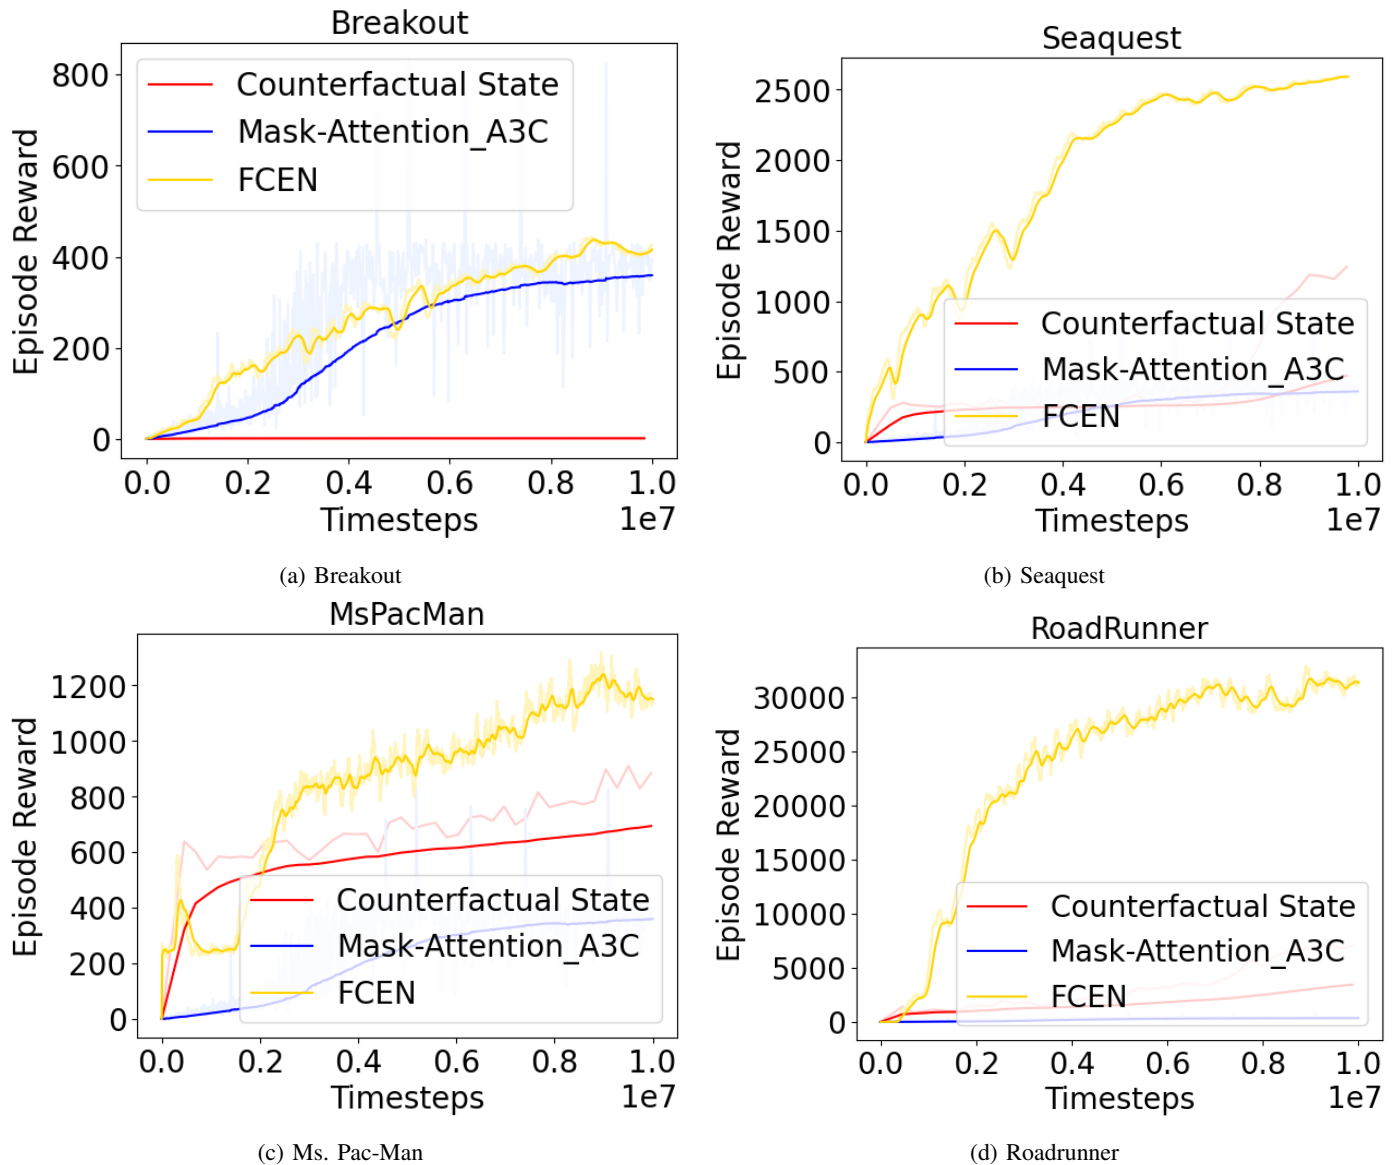 Breakout
800
600
400
200
0
Episode Reward
Counterfactual State
Mask-Attention_A3C
FCEN
0.0 0.2 0.4 0.6 0.8 1.0
Timesteps
1e7
(a) Breakout
Seaquest
2500
2000
1500
1000
500
0
Episode Reward
Counterfactual State
Mask-Attention_A3C
FCEN
0.0 0.2 0.4 0.6 0.8 1.0
Timesteps
1e7
(b) Seaquest
MsPacMan
1200
1000
800
600
400
200
0
Episode Reward
Counterfactual State
Mask-Attention_A3C
FCEN
0.0 0.2 0.4 0.6 0.8 1.0
Timesteps
1e7
(c) Ms. Pac-Man
RoadRunner
30000
25000
20000
15000
10000
5000
0
Episode Reward
Counterfactual State
Mask-Attention_A3C
FCEN
0.0 0.2 0.4 0.6 0.8 1.0
Timesteps
1e7
(d) Roadrunner